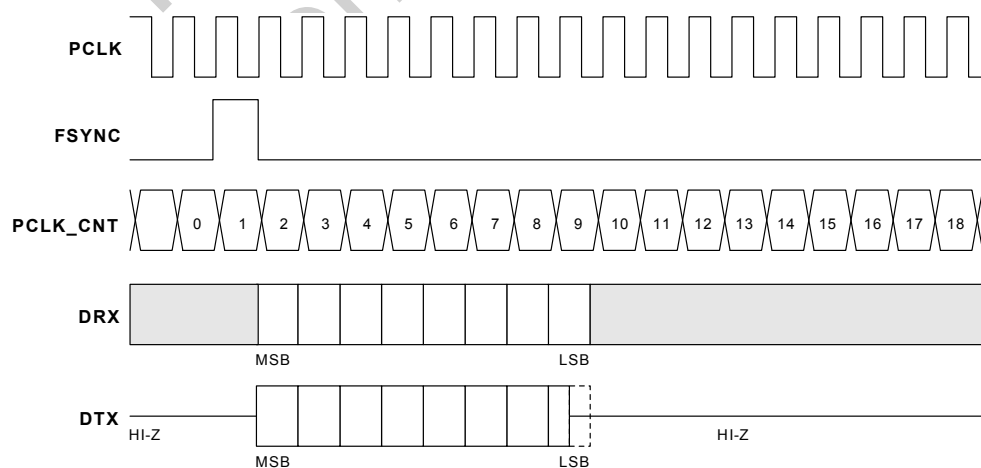 PCLK
FSYNC
PCLK_CNT 0 1 2 3 4 5 6 7 8 9 10 11 12 13 14 15 16 17 18
DRX
MSB LSB
DTX
HI-Z HI-Z
MSB LSB